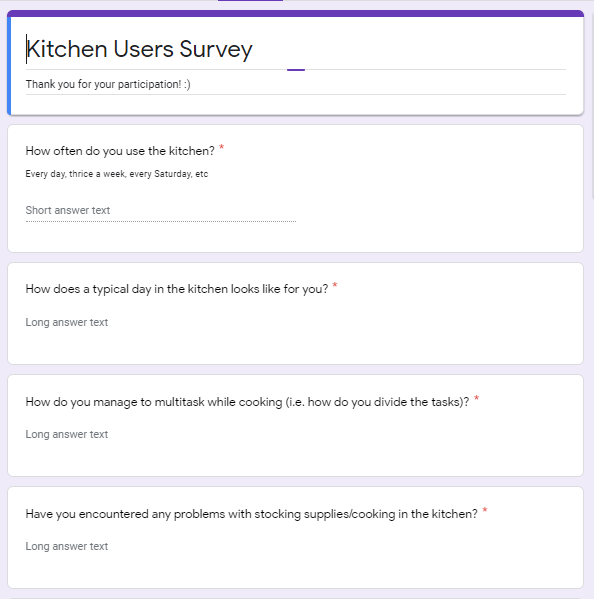 Kitchen Users Survey
Thank you for your participation! :)
How often do you use the kitchen? *
Every day, thrice a week, every Saturday, etc
Short answer text
How does a typical day in the kitchen looks like for you? *
Long answer text
How do you manage to multitask while cooking (i.e. how do you divide the tasks)? *
Long answer text
Have you encountered any problems with stocking supplies/cooking in the kitchen? *
Long answer text